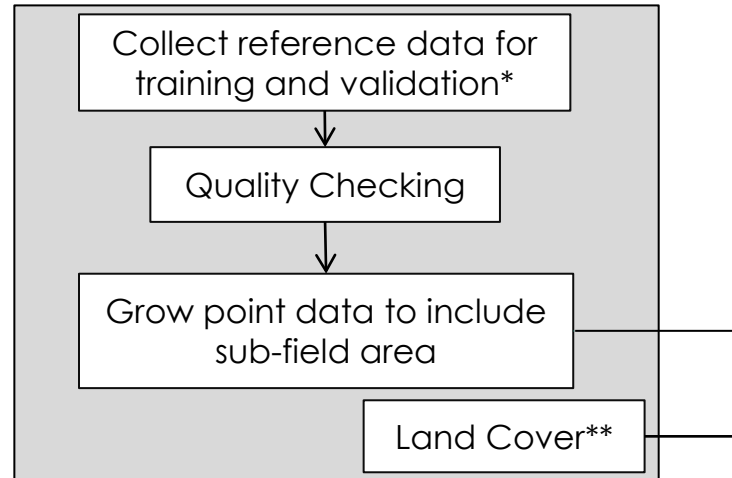 Collect reference data for
training and validation*
Quality Checking
Grow point data to include
sub-field area
Land Cover**